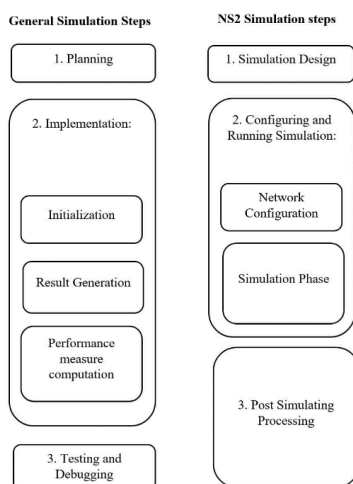 General Simulation Steps
1. Planning
2. Implementation:
Initialization
Result Generation
Performance
measure
computation
3. Testing and
Debugging
NS2 Simulation steps
1. Simulation Design
2. Configuring and
Running Simulation:
Network
Configuration
Simulation Phase
3. Post Simulating
Processing